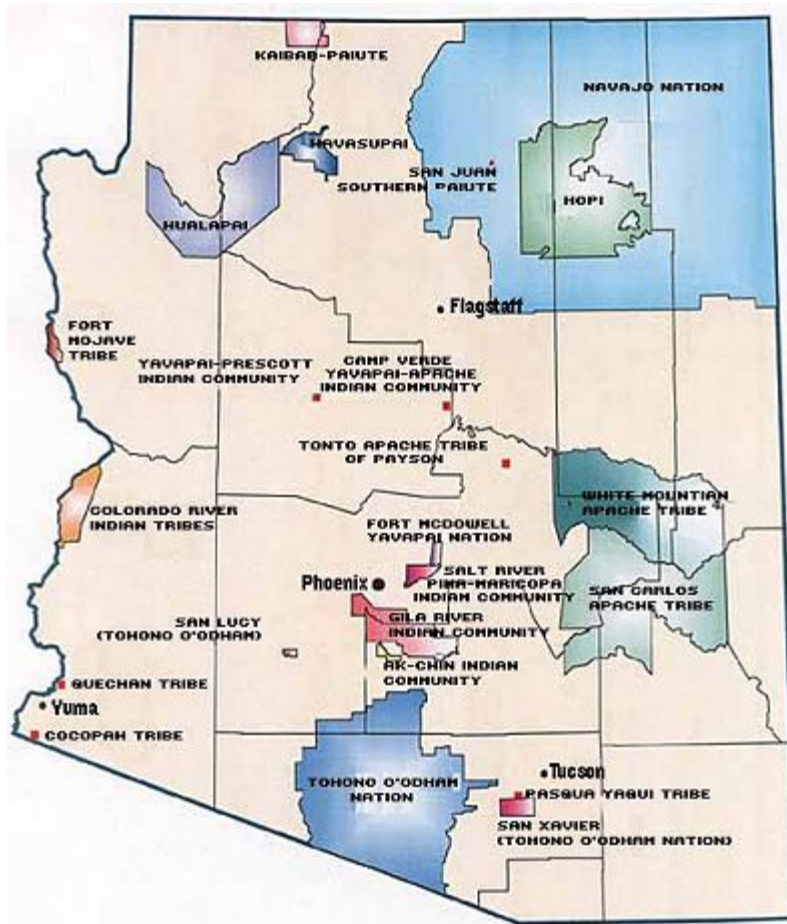 KAIBAB-PAIUTE
NAVAJO NATION
HAVASUPAI
SAN JUAN
SOUTHERN PAIUTE
HOPI
HUALAPAI
Flagstaff
FORT
MOJAVE
TRIBE
YAVAPAI-PRESCOTT
INDIAN COMMUNITY
CAMP VERDE
YAVAPAI-APACHE
INDIAN COMMUNITY
TONTO APACHE TRIBE
OF PAYSON
WHITE MOUNTIAN
APACHE TRIBE
COLORADO RIVER
INDIAN TRIBES
FORT MCDOWELL
YAVAPAI NATION
SALT RIVER
PIMA-MARICOPA
INDIAN COMMUNITY
Phoenix
SAN CARLOS
APACHE TRIBE
SAN LUCY
(TOHONO O'ODHAM)
GILA RIVER
INDIAN COMMUNITY
AK-CHIN INDIAN
COMMUNITY
QUECHAN TRIBE
Yuma
COCOPAH TRIBE
TOHONO O'ODHAM
NATION
Tucson
PASQUA YAQUI TRIBE
SAN XAVIER
(TOHONO O'ODHAM NATION)